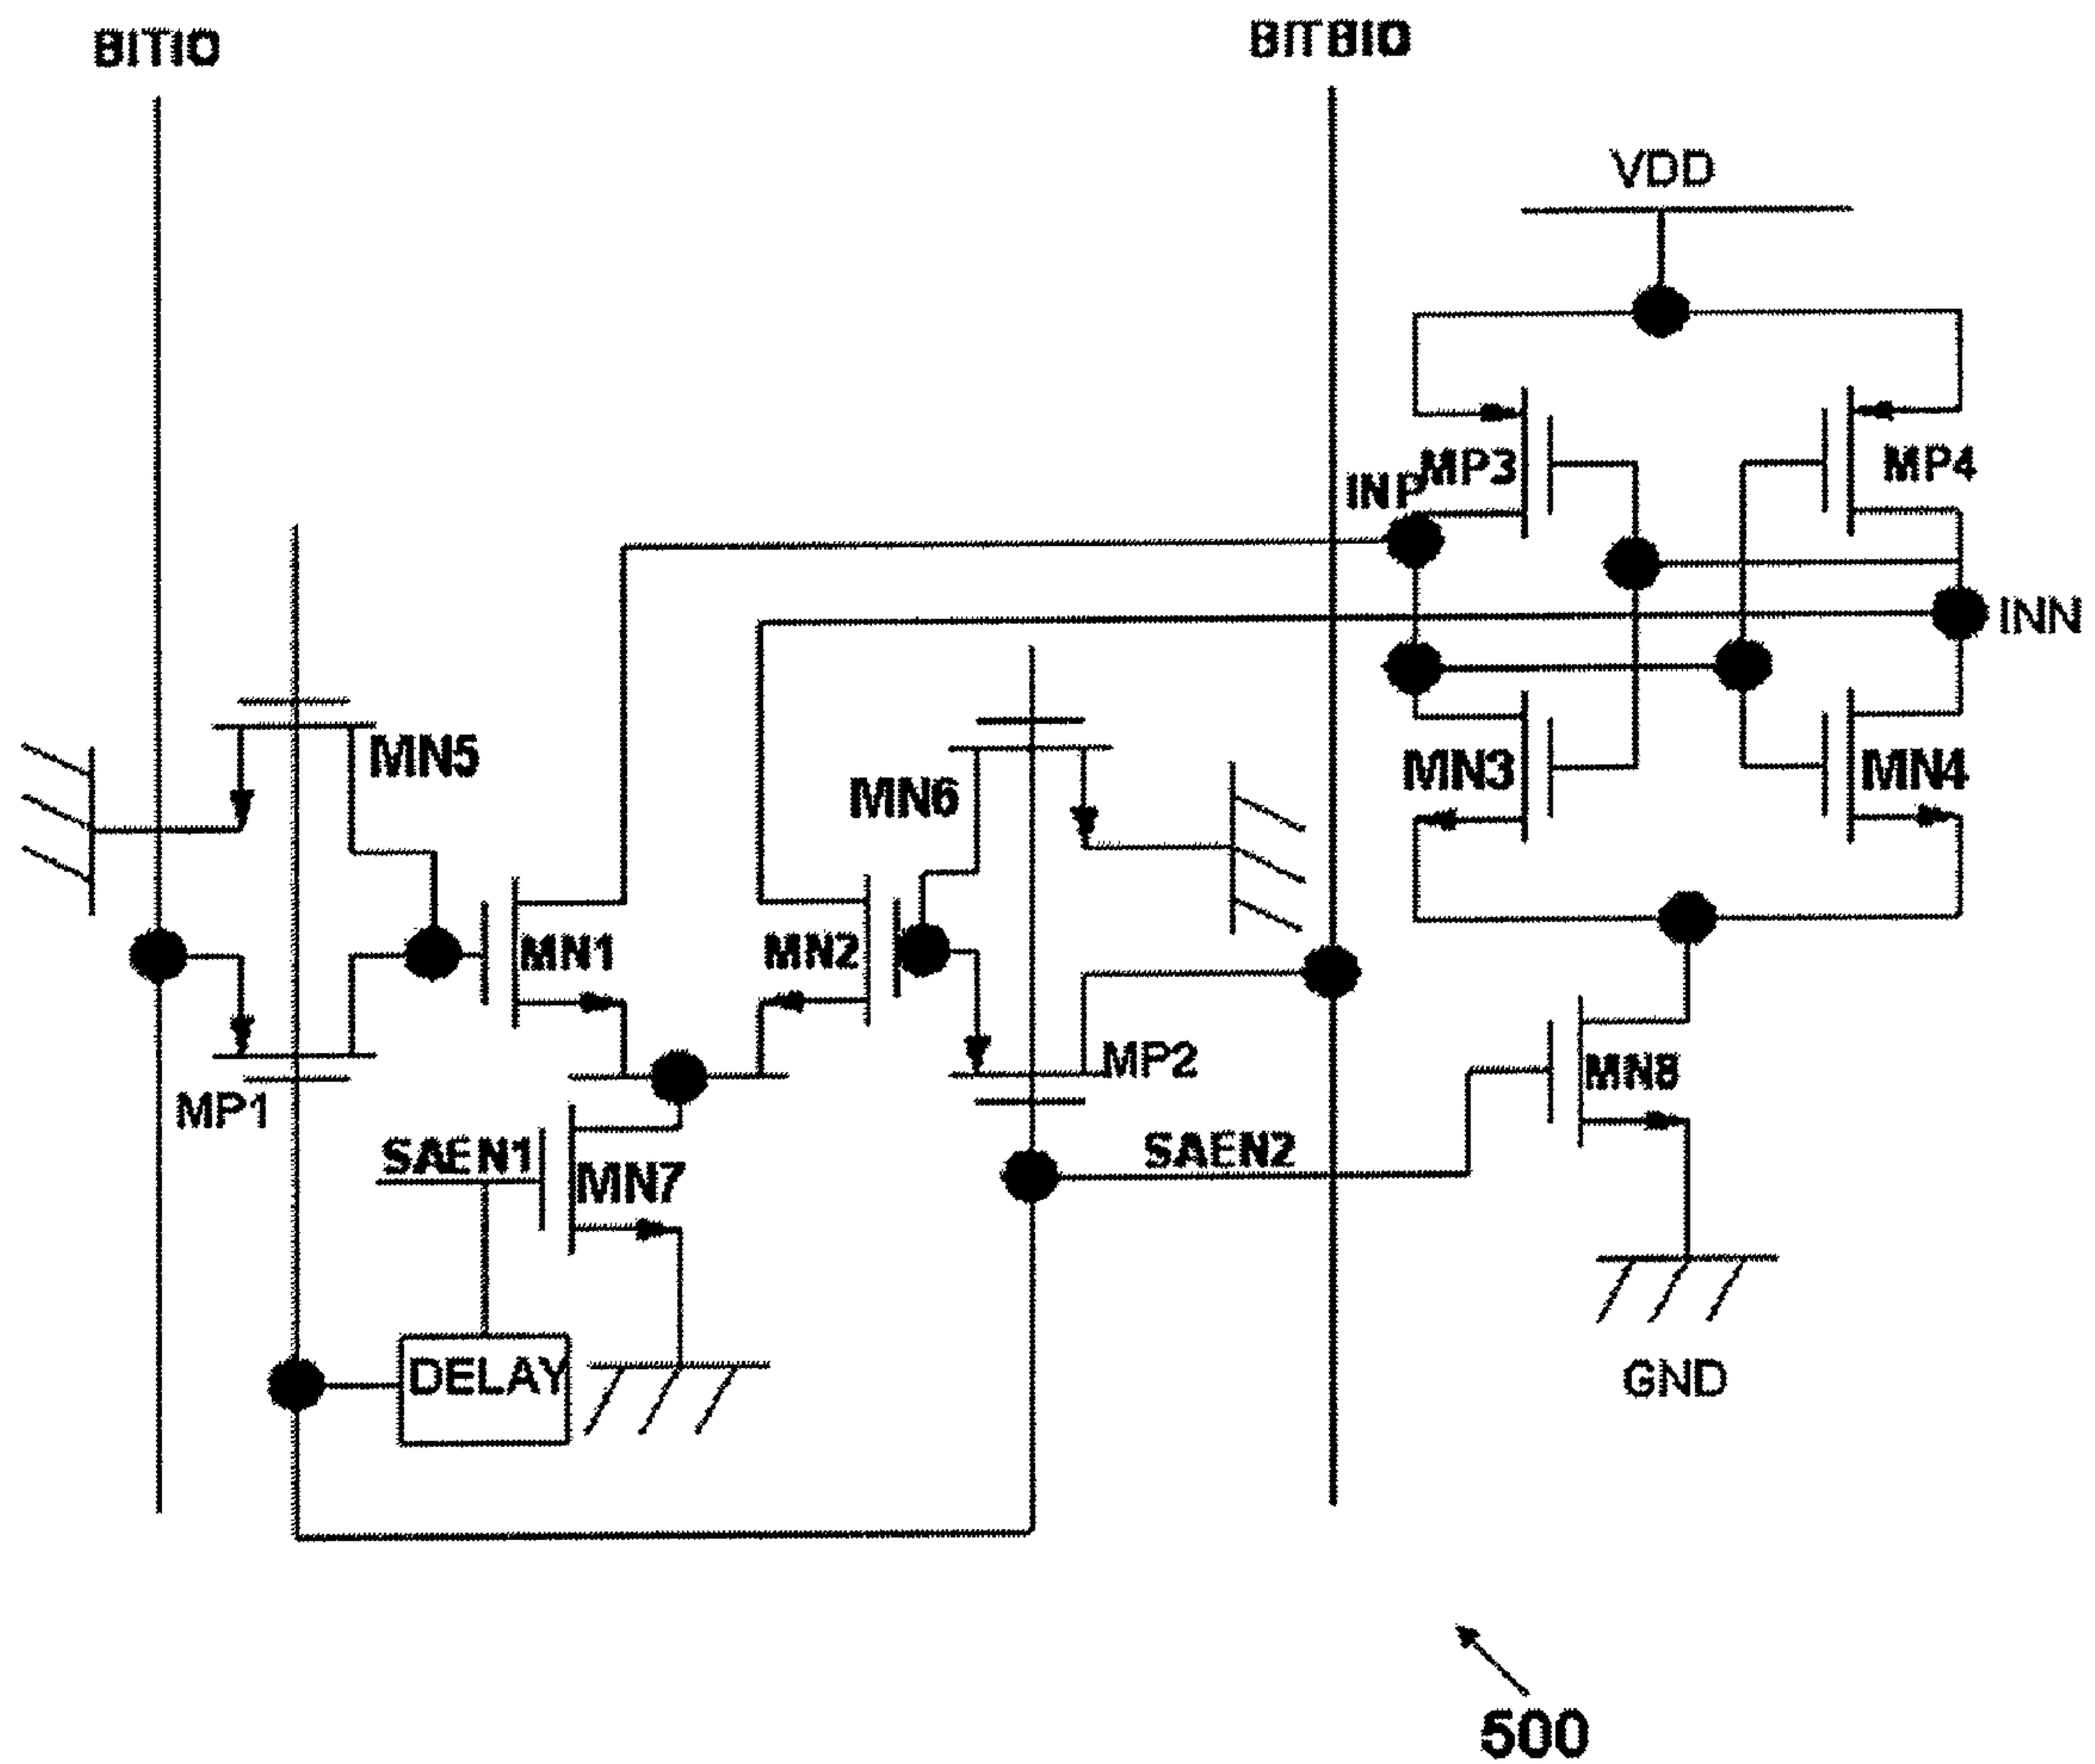 BITIO
BITBIO
VDD
MP3
MP4
INP
INN
MN5
MN6
MN3
MN4
MN1
MN2
MP2
MN8
MP1
SAEN1
SAEN2
MN7
DELAY
GND
500